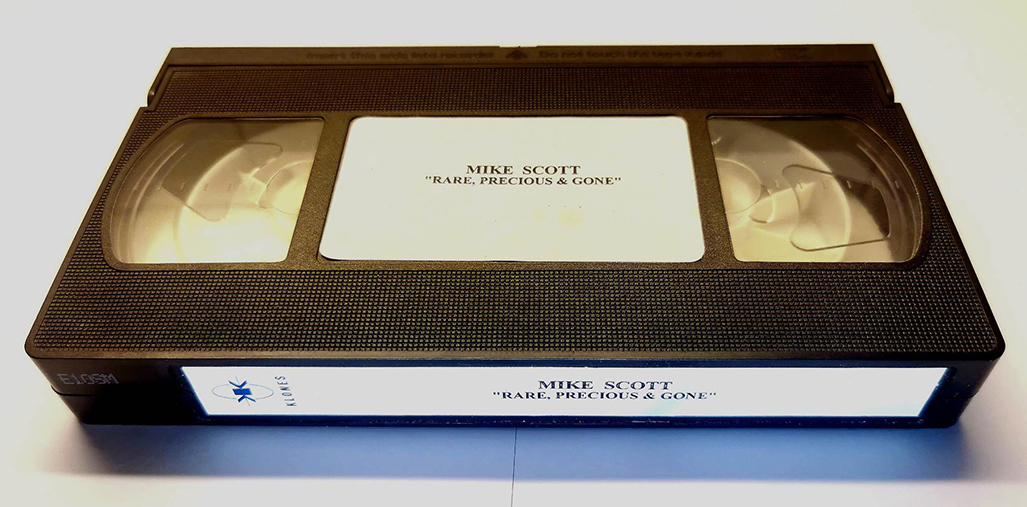 Insert this side into recorder Do not touch the tape inside
MIKE SCOTT
"RARE, PRECIOUS & GONE"
E10SM
KLONES
MIKE SCOTT
"RARE, PRECIOUS & GONE"